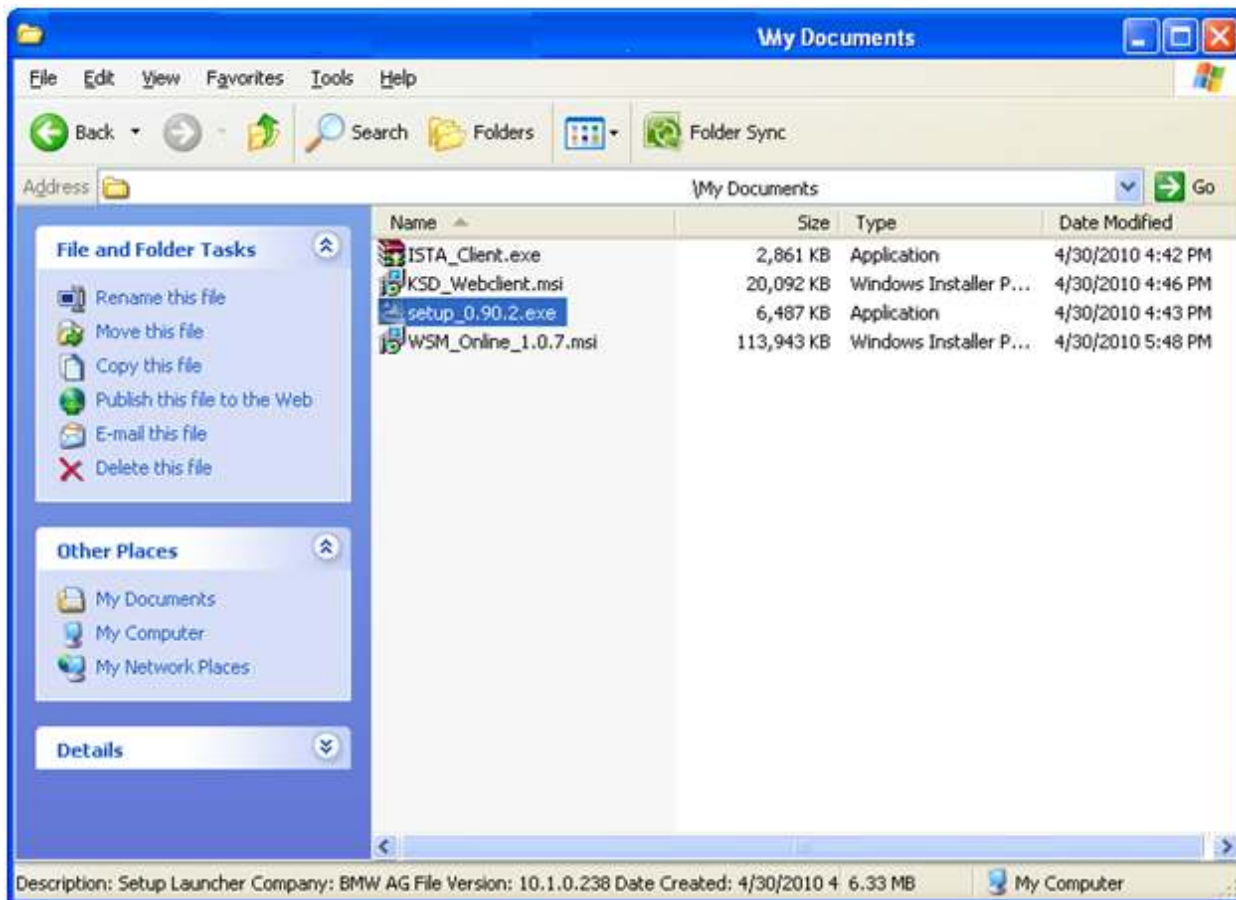 \My Documents
File Edit View Favorites Tools Help
Back Search Folders Folder Sync
Address \My Documents Go
File and Folder Tasks
Rename this file
Move this file
Copy this file
Publish this file to the Web
E-mail this file
Delete this file
Other Places
My Documents
My Computer
My Network Places
Details
Name Size Type Date Modified
ISTA_Client.exe 2,861 KB Application 4/30/2010 4:42 PM
KSD_Webclient.msi 20,092 KB Windows Installer P... 4/30/2010 4:46 PM
setup_0.90.2.exe 6,487 KB Application 4/30/2010 4:43 PM
WSM_Online_1.0.7.msi 113,943 KB Windows Installer P... 4/30/2010 5:48 PM
Description: Setup Launcher Company: BMW AG File Version: 10.1.0.238 Date Created: 4/30/2010 4 6.33 MB My Computer